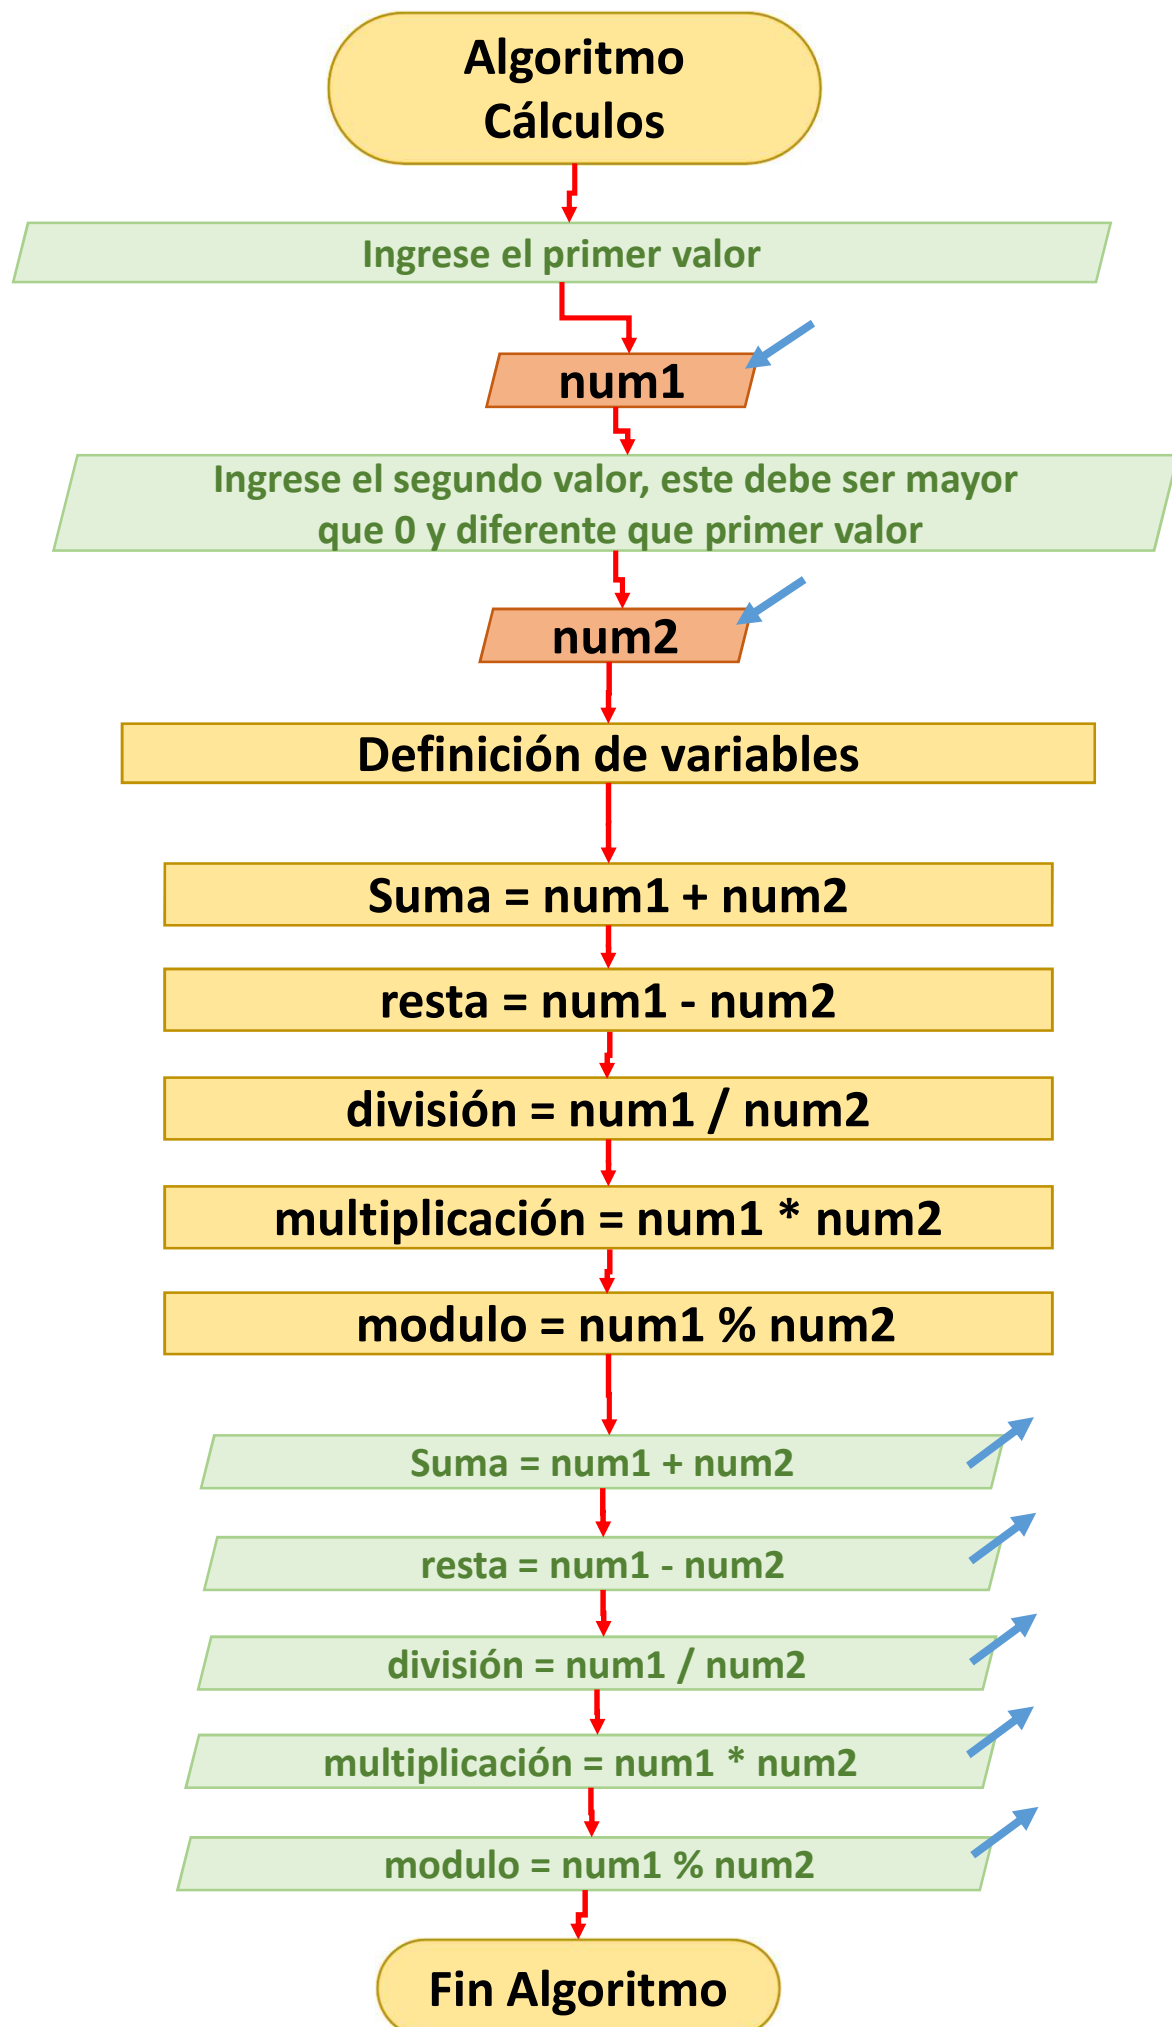 Algoritmo
Cálculos
Ingrese el primer valor
num1
Ingrese el segundo valor, este debe ser mayor
que 0 y diferente que primer valor
num2
Definición de variables
Suma = num1 + num2
resta = num1 - num2
división = num1 / num2
multiplicación = num1 * num2
modulo = num1 % num2
Suma = num1 + num2
resta = num1 - num2
división = num1 / num2
multiplicación = num1 * num2
modulo = num1 % num2
Fin Algoritmo